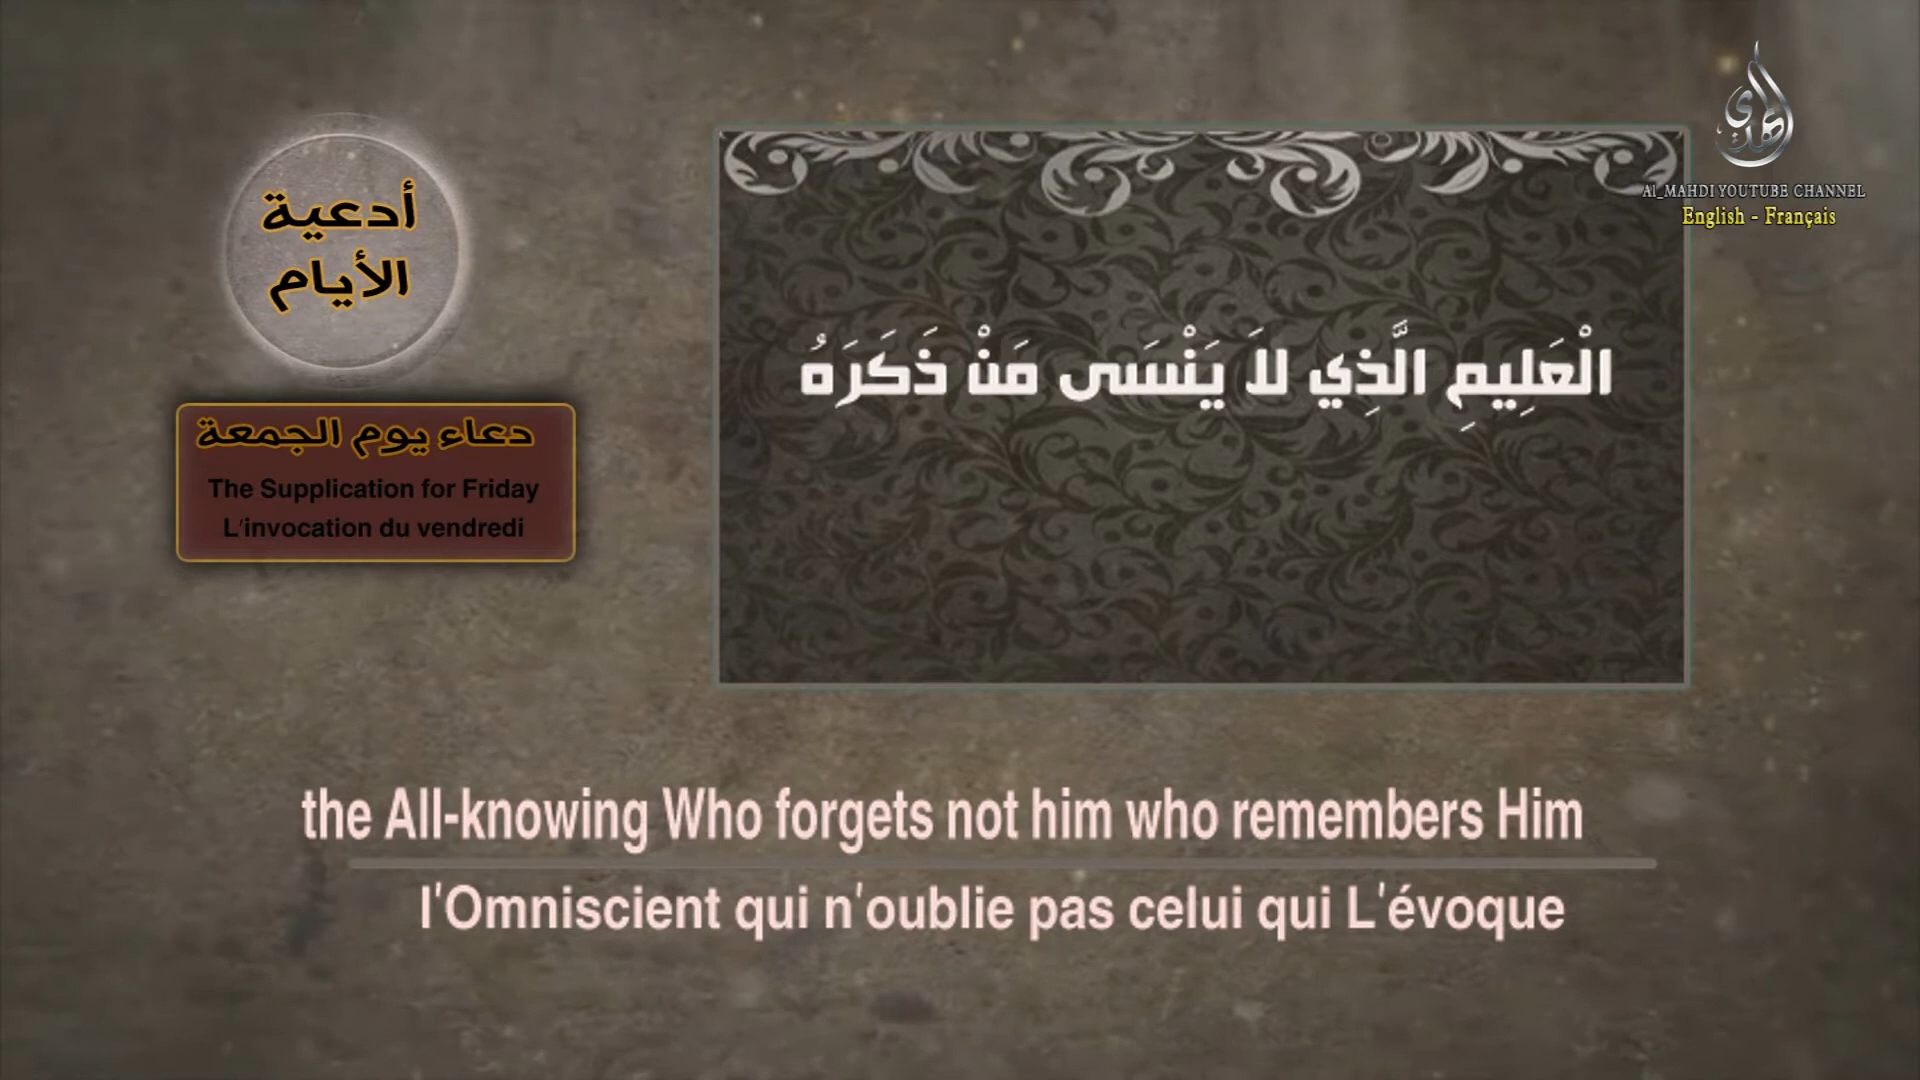 أدعية
الأيام
دعاء يوم الجمعة
The Supplication for Friday
L'invocation du vendredi
المهدي
Al_MAHDI YOUTUBE CHANNEL
English - Français
الْعَلِيمِ الَّذِي لاَ يَنْسَى مَنْ ذَكَرَهُ
the All-knowing Who forgets not him who remembers Him
l'Omniscient qui n'oublie pas celui qui L'évoque